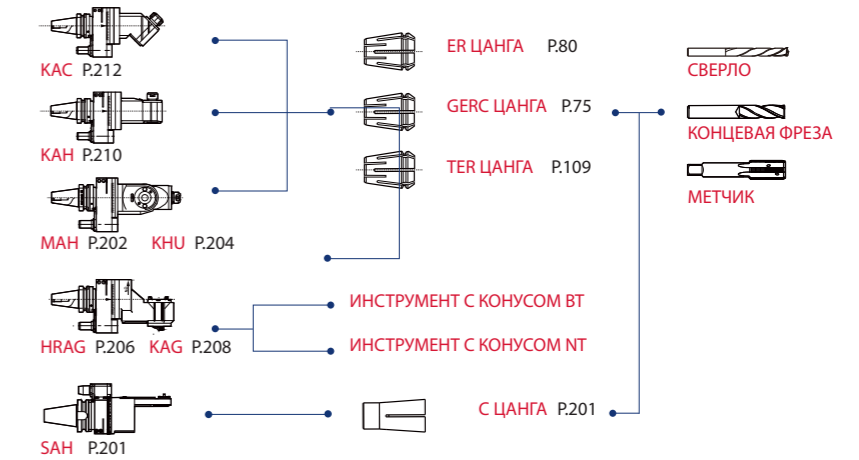 KAC P.212
KAH P.210
MAH P.202 KHU P.204
HRAG P.206 KAG P.208
SAH P.201
ER ЦАНГА P.80
GERC ЦАНГА P.75
TER ЦАНГА P.109
ИНСТРУМЕНТ С КОНУСОМ BT
ИНСТРУМЕНТ С КОНУСОМ NT
С ЦАНГА P.201
СВЕРЛО
КОНЦЕВАЯ ФРЕЗА
МЕТЧИК